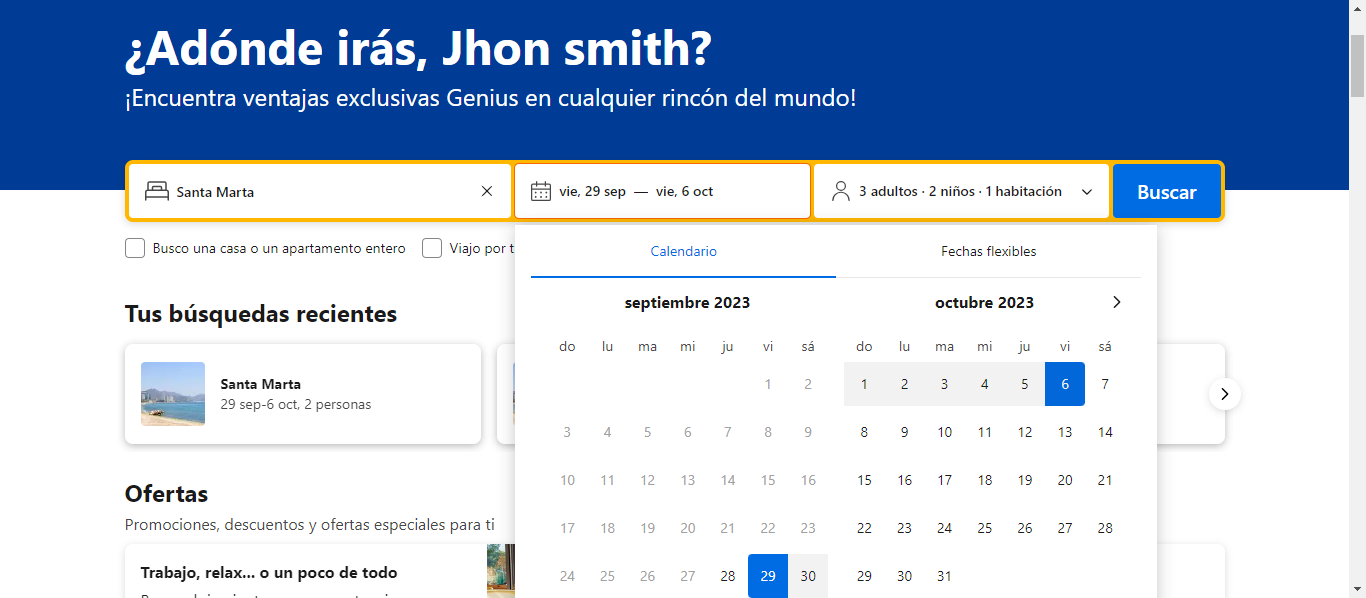 ¿Adónde irás, Jhon smith?
¡Encuentra ventajas exclusivas Genius en cualquier rincón del mundo!
Santa Marta
vie, 29 sep — vie, 6 oct
3 adultos · 2 niños · 1 habitación
Buscar
Busco una casa o un apartamento entero
Viajo por t
Calendario
Fechas flexibles
septiembre 2023
do lu ma mi ju vi sá
1 2
3 4 5 6 7 8 9
10 11 12 13 14 15 16
17 18 19 20 21 22 23
24 25 26 27 28 29 30
octubre 2023
do lu ma mi ju vi sá
1 2 3 4 5 6 7
8 9 10 11 12 13 14
15 16 17 18 19 20 21
22 23 24 25 26 27 28
29 30 31
Tus búsquedas recientes
Santa Marta
29 sep-6 oct, 2 personas
Ofertas
Promociones, descuentos y ofertas especiales para ti
Trabajo, relax... o un poco de todo